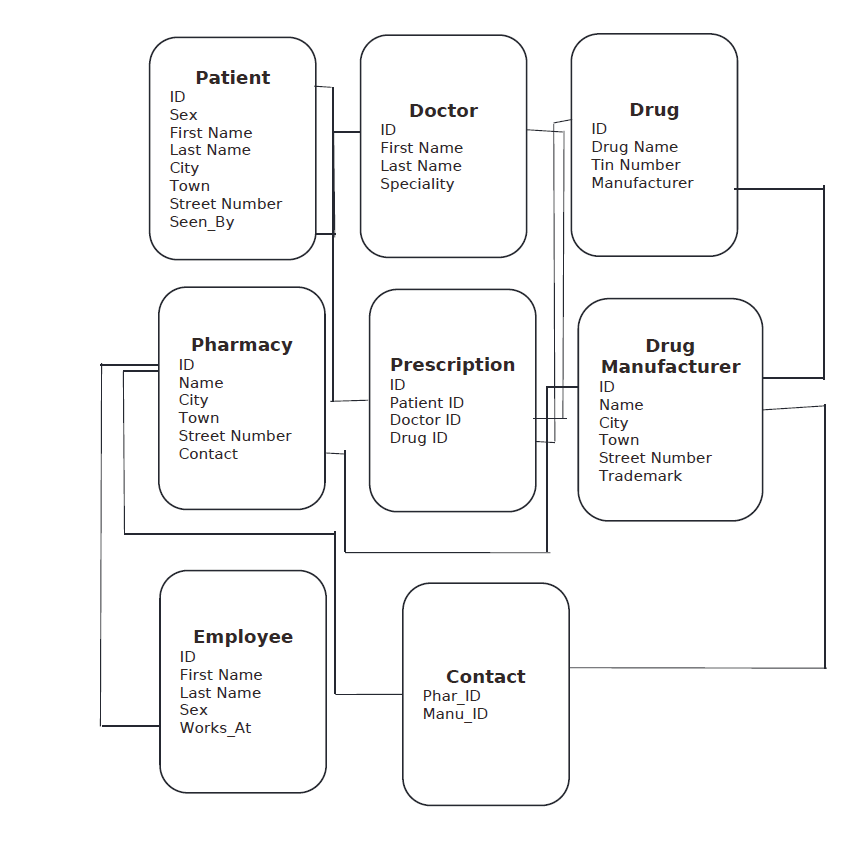 Patient
ID
Sex
First Name
Last Name
City
Town
Street Number
Seen_By
Doctor
ID
First Name
Last Name
Speciality
Drug
ID
Drug Name
Tin Number
Manufacturer
Pharmacy
ID
Name
City
Town
Street Number
Contact
Prescription
ID
Patient ID
Doctor ID
Drug ID
Drug
Manufacturer
ID
Name
City
Town
Street Number
Trademark
Employee
ID
First Name
Last Name
Sex
Works_At
Contact
Phar_ID
Manu_ID